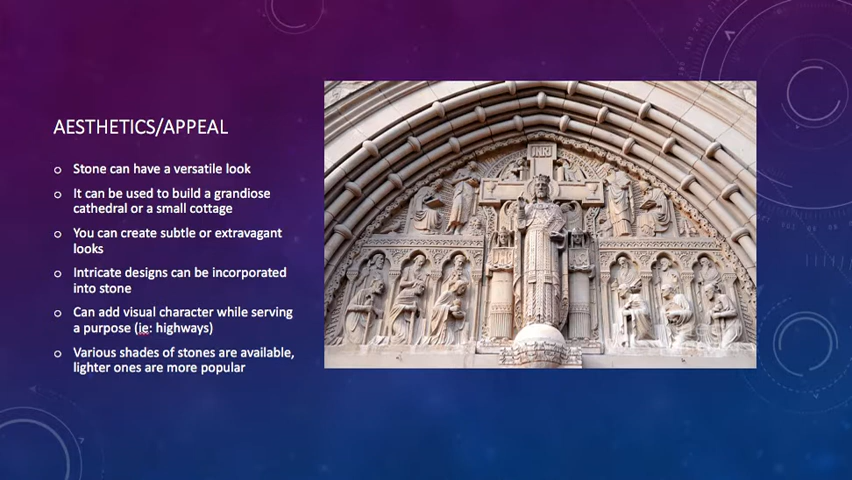 AESTHETICS/APPEAL
o Stone can have a versatile look
o It can be used to build a grandiose
cathedral or a small cottage
o You can create subtle or extravagant
looks
o Intricate designs can be incorporated
into stone
o Can add visual character while serving
a purpose (ie: highways)
o Various shades of stones are available,
lighter ones are more popular
INRI